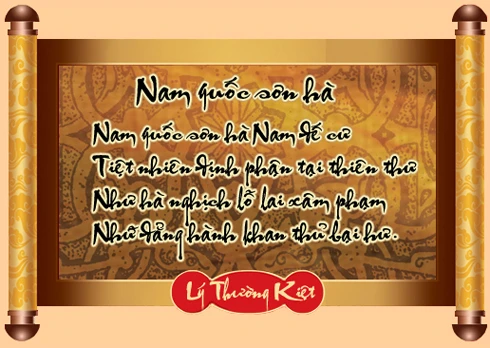 Nam quốc sơn hà
Nam quốc sơn hà Nam đế cư
Tiệt nhiên định phận tại thiên thư
Như hà nghịch lỗ lai xâm phạm
Nhữ đẳng hành khan thủ bại hư.
Lý Thường Kiệt